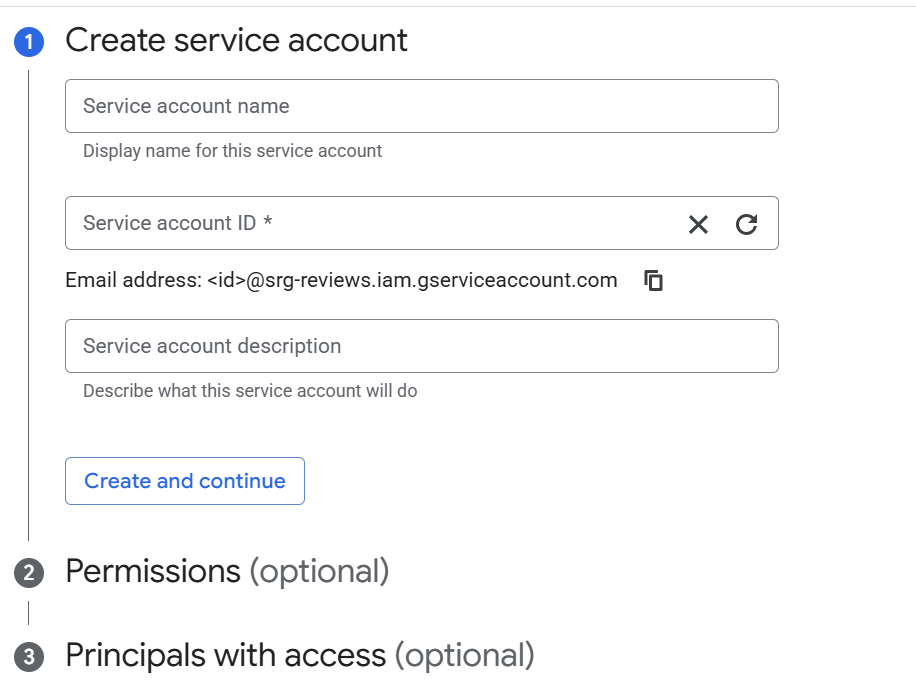 1 Create service account
Service account name
Display name for this service account
Service account ID *
Email address: <id>@srg-reviews.iam.gserviceaccount.com
Service account description
Describe what this service account will do
Create and continue
2 Permissions (optional)
3 Principals with access (optional)